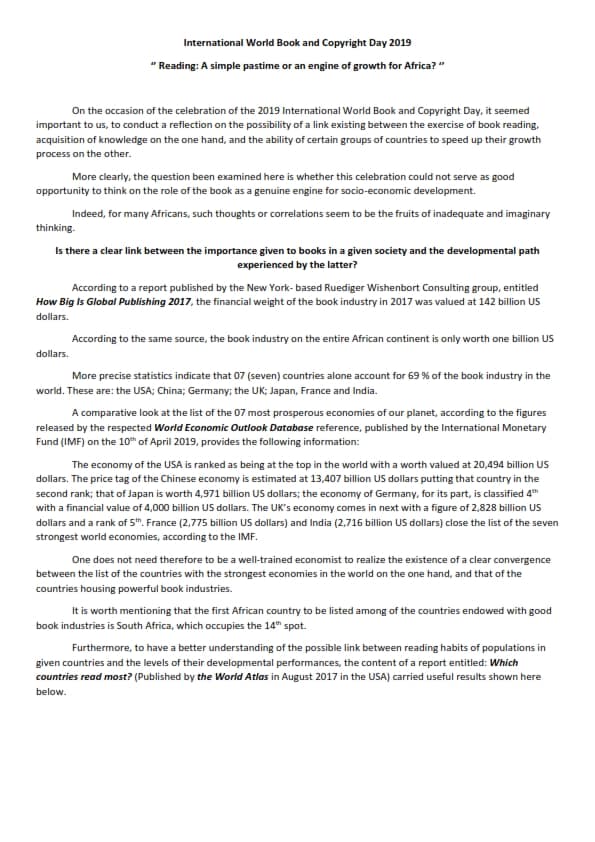 International World Book and Copyright Day 2019
“ Reading: A simple pastime or an engine of growth for Africa? “
On the occasion of the celebration of the 2019 International World Book and Copyright Day, it seemed
important to us, to conduct a reflection on the possibility of a link existing between the exercise of book reading,
acquisition of knowledge on the one hand, and the ability of certain groups of countries to speed up their growth
process on the other.
More clearly, the question been examined here is whether this celebration could not serve as good
opportunity to think on the role of the book as a genuine engine for socio-economic development.
Indeed, for many Africans, such thoughts or correlations seem to be the fruits of inadequate and imaginary
thinking.
Is there a clear link between the importance given to books in a given society and the developmental path
experienced by the latter?
According to a report published by the New York- based Ruediger Wishenbort Consulting group, entitled
How Big Is Global Publishing 2017, the financial weight of the book industry in 2017 was valued at 142 billion US
dollars.
According to the same source, the book industry on the entire African continent is only worth one billion US
dollars.
More precise statistics indicate that 07 (seven) countries alone account for 69 % of the book industry in the
world. These are: the USA; China; Germany; the UK; Japan, France and India.
A comparative look at the list of the 07 most prosperous economies of our planet, according to the figures
released by the respected World Economic Outlook Database reference, published by the International Monetary
Fund (IMF) on the 10th of April 2019, provides the following information:
The economy of the USA is ranked as being at the top in the world with a worth valued at 20,494 billion US
dollars. The price tag of the Chinese economy is estimated at 13,407 billion US dollars putting that country in the
second rank; that of Japan is worth 4,971 billion US dollars; the economy of Germany, for its part, is classified 4th
with a financial value of 4,000 billion US dollars. The UK’s economy comes in next with a figure of 2,828 billion US
dollars and a rank of 5th. France (2,775 billion US dollars) and India (2,716 billion US dollars) close the list of the seven
strongest world economies, according to the IMF.
One does not need therefore to be a well-trained economist to realize the existence of a clear convergence
between the list of the countries with the strongest economies in the world on the one hand, and that of the
countries housing powerful book industries.
It is worth mentioning that the first African country to be listed among of the countries endowed with good
book industries is South Africa, which occupies the 14th spot.
Furthermore, to have a better understanding of the possible link between reading habits of populations in
given countries and the levels of their developmental performances, the content of a report entitled: Which
countries read most? (Published by the World Atlas in August 2017 in the USA) carried useful results shown here
below.